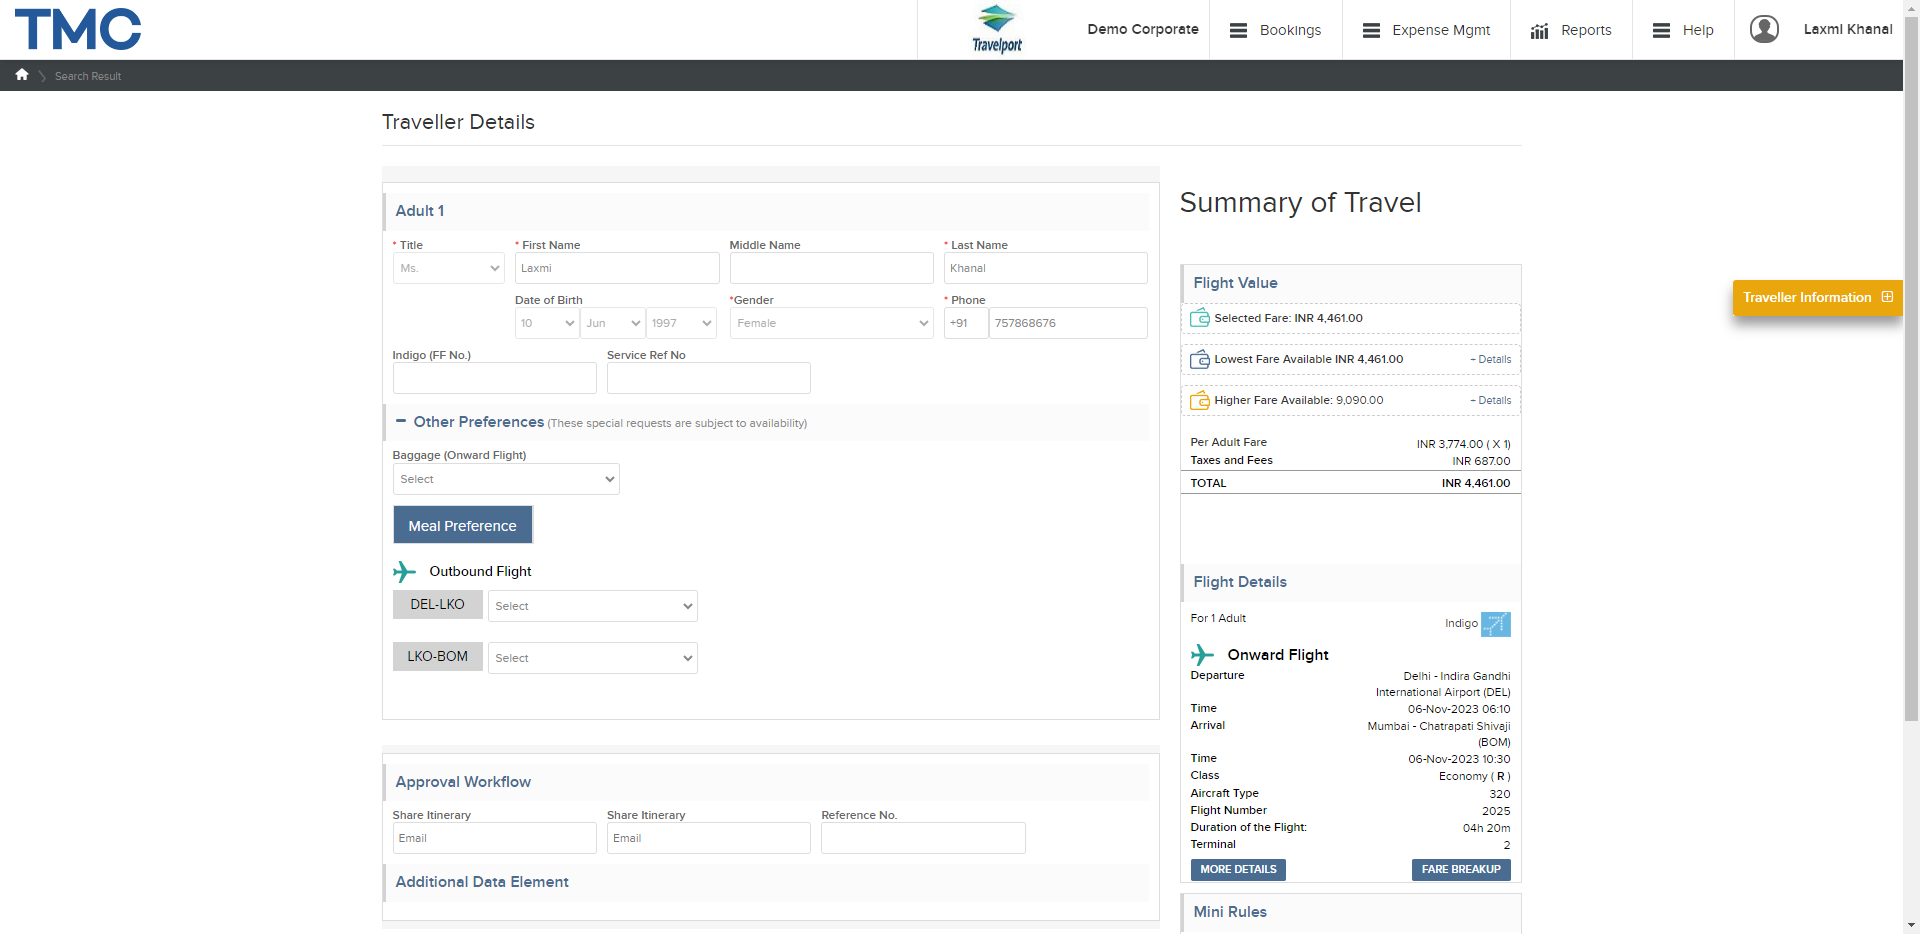 TMC
Travelport
Demo Corporate
Bookings
Expense Mgmt
Reports
Help
Laxmi Khanal
Search Result
Traveller Details
Adult 1
* Title
* First Name
Middle Name
* Last Name
Ms.
Laxmi
Khanal
Date of Birth
*Gender
* Phone
10
Jun
1997
Female
+91
757868676
Indigo (FF No.)
Service Ref No
Other Preferences (These special requests are subject to availability)
Baggage (Onward Flight)
Select
Meal Preference
Outbound Flight
DEL-LKO
Select
LKO-BOM
Select
Approval Workflow
Share Itinerary
Share Itinerary
Reference No.
Email
Email
Additional Data Element
Summary of Travel
Flight Value
Selected Fare: INR 4,461.00
Lowest Fare Available INR 4,461.00
+ Details
Higher Fare Available: 9,090.00
+ Details
Per Adult Fare INR 3,774.00 ( X 1)
Taxes and Fees INR 687.00
TOTAL INR 4,461.00
Flight Details
For 1 Adult
Indigo
Onward Flight
Departure Delhi - Indira Gandhi
International Airport (DEL)
Time 06-Nov-2023 06:10
Arrival Mumbai - Chatrapati Shivaji
(BOM)
Time 06-Nov-2023 10:30
Class Economy ( R )
Aircraft Type 320
Flight Number 2025
Duration of the Flight: 04h 20m
Terminal 2
MORE DETAILS
FARE BREAKUP
Mini Rules
Traveller Information